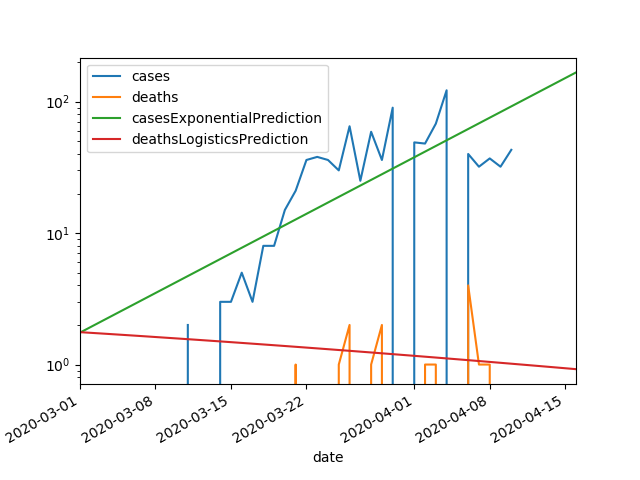 cases
deaths
casesExponentialPrediction
deathsLogisticsPrediction
10²
10¹
10⁰
2020-03-01
2020-03-08
2020-03-15
2020-03-22
2020-04-01
2020-04-08
2020-04-15
date